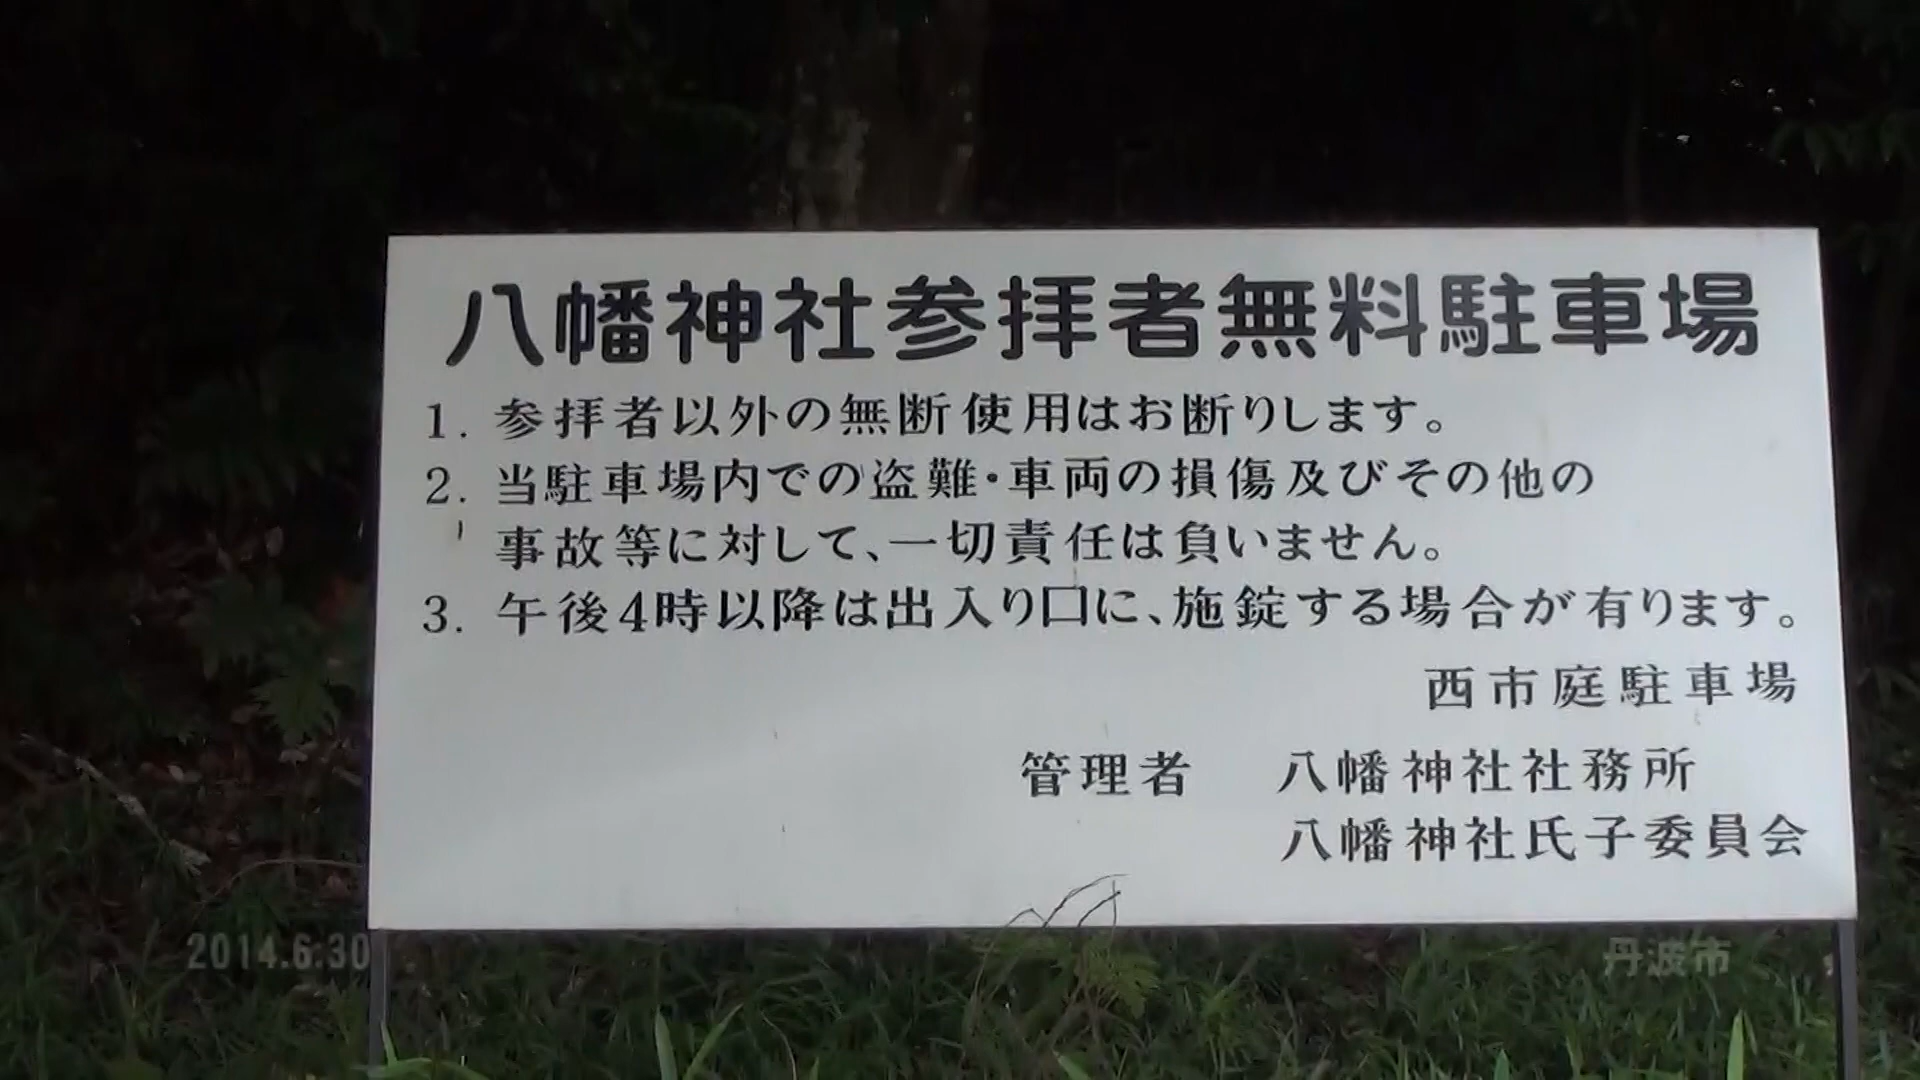 八幡神社参拝者無料駐車場
1. 参拝者以外の無断使用はお断りします。
2. 当駐車場内での盗難・車両の損傷及びその他の
事故等に対して、一切責任は負いません。
3. 午後4時以降は出入り口に、施錠する場合が有ります。
西市庭駐車場
管理者 八幡神社社務所
八幡神社氏子委員会
2014.6.30
丹波市